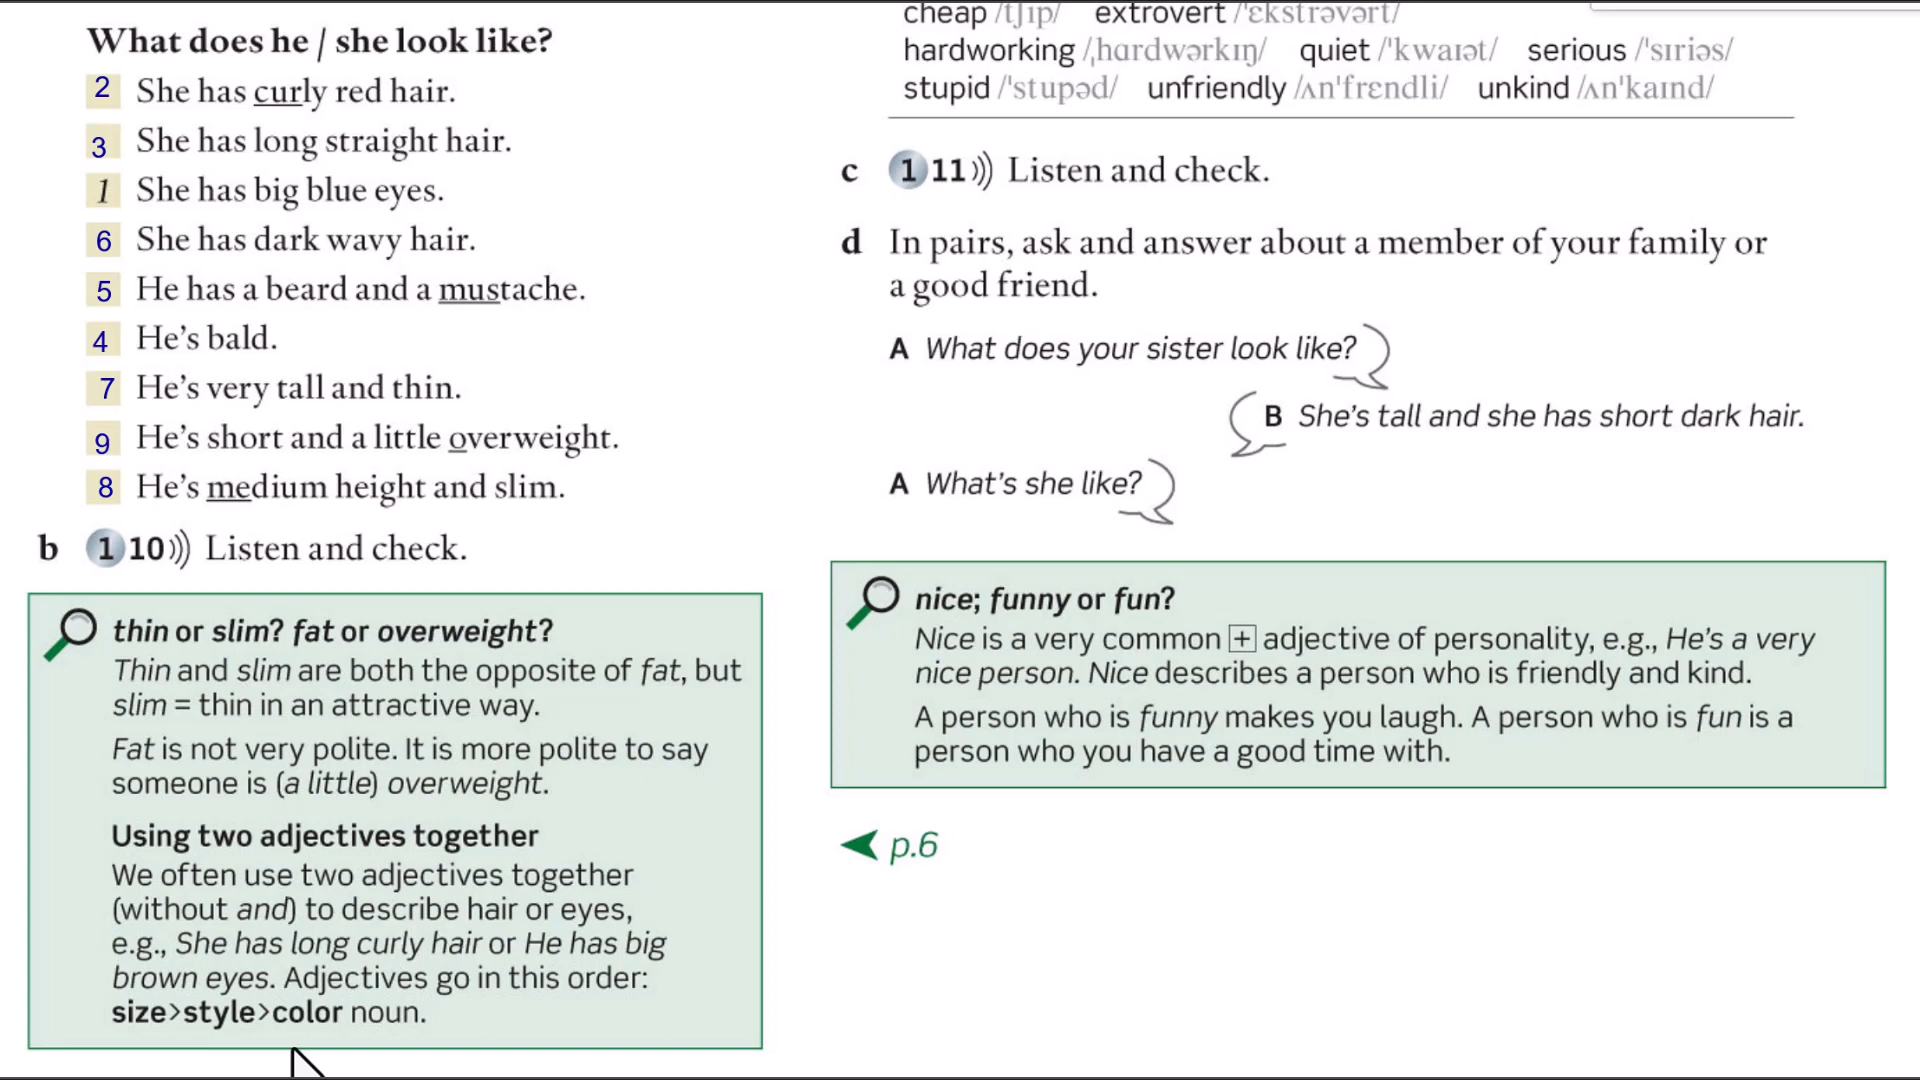 What does he / she look like?
2 She has curly red hair.
3 She has long straight hair.
1 She has big blue eyes.
6 She has dark wavy hair.
5 He has a beard and a mustache.
4 He's bald.
7 He's very tall and thin.
9 He's short and a little overweight.
8 He's medium height and slim.
b 1 10 Listen and check.
thin or slim? fat or overweight?
Thin and slim are both the opposite of fat, but
slim = thin in an attractive way.
Fat is not very polite. It is more polite to say
someone is (a little) overweight.
Using two adjectives together
We often use two adjectives together
(without and) to describe hair or eyes,
e.g., She has long curly hair or He has big
brown eyes. Adjectives go in this order:
size>style>color noun.
cheap /tʃip/ extrovert /ˈɛkstrəvərt/
hardworking /ˌhɑrdwərkɪŋ/ quiet /ˈkwaɪət/ serious /ˈsɪriəs/
stupid /ˈstupəd/ unfriendly /ʌnˈfrɛndli/ unkind /ʌnˈkaɪnd/
c 1 11 Listen and check.
d In pairs, ask and answer about a member of your family or
a good friend.
A What does your sister look like?
B She's tall and she has short dark hair.
A What's she like?
nice; funny or fun?
Nice is a very common + adjective of personality, e.g., He's a very
nice person. Nice describes a person who is friendly and kind.
A person who is funny makes you laugh. A person who is fun is a
person who you have a good time with.
p.6